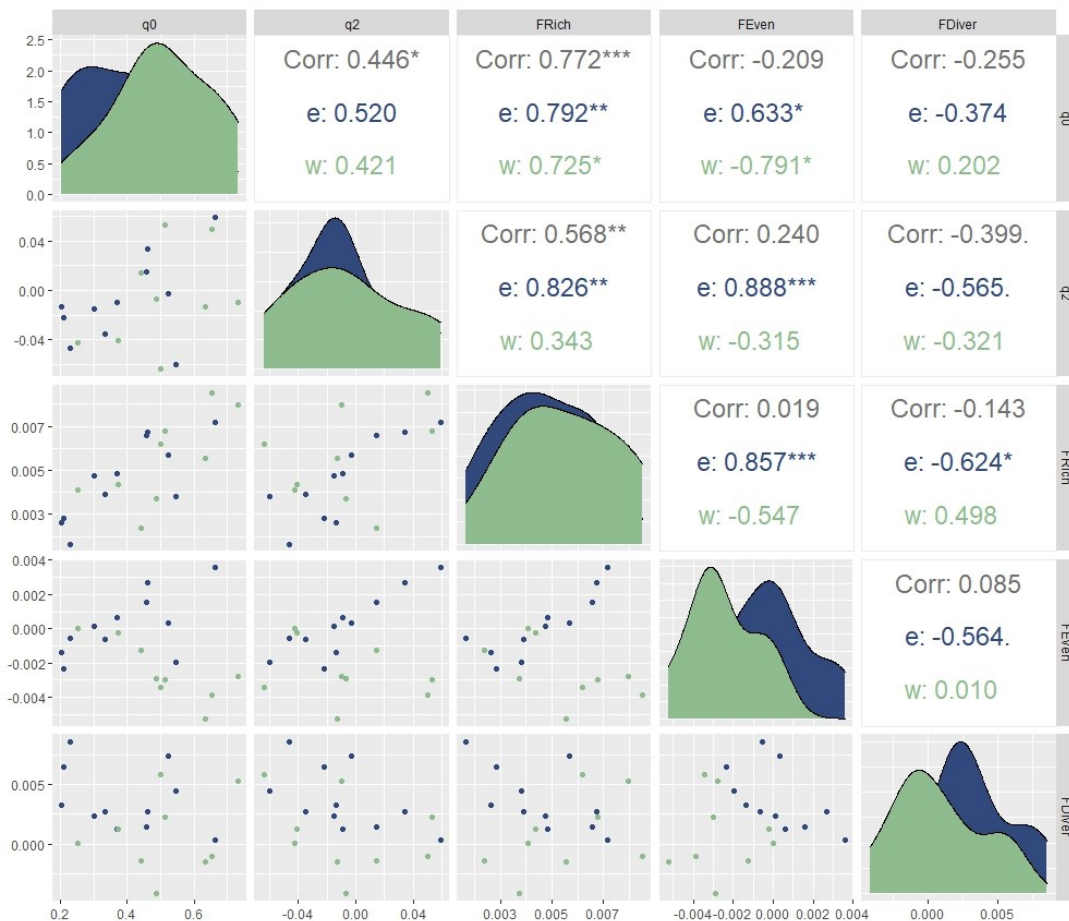 q0 q2 FRich FEven FDiver
2.5
2.0
1.5
1.0
0.5
0.0
Corr: 0.446* Corr: 0.772*** Corr: -0.209 Corr: -0.255
e: 0.520 e: 0.792** e: 0.633* e: -0.374
w: 0.421 w: 0.725* w: -0.791* w: 0.202
q0
0.04
0.00
-0.04
Corr: 0.568** Corr: 0.240 Corr: -0.399.
e: 0.826** e: 0.888*** e: -0.565.
w: 0.343 w: -0.315 w: -0.321
q2
0.007
0.005
0.003
Corr: 0.019 Corr: -0.143
e: 0.857*** e: -0.624*
w: -0.547 w: 0.498
FRich
0.004
0.002
0.000
-0.002
-0.004
Corr: 0.085
e: -0.564.
w: 0.010
FEven
0.005
0.000
FDiver
0.2 0.4 0.6 -0.04 0.00 0.04 0.003 0.005 0.007 -0.004 -0.002 0.000 0.002 0.004 0.000 0.005